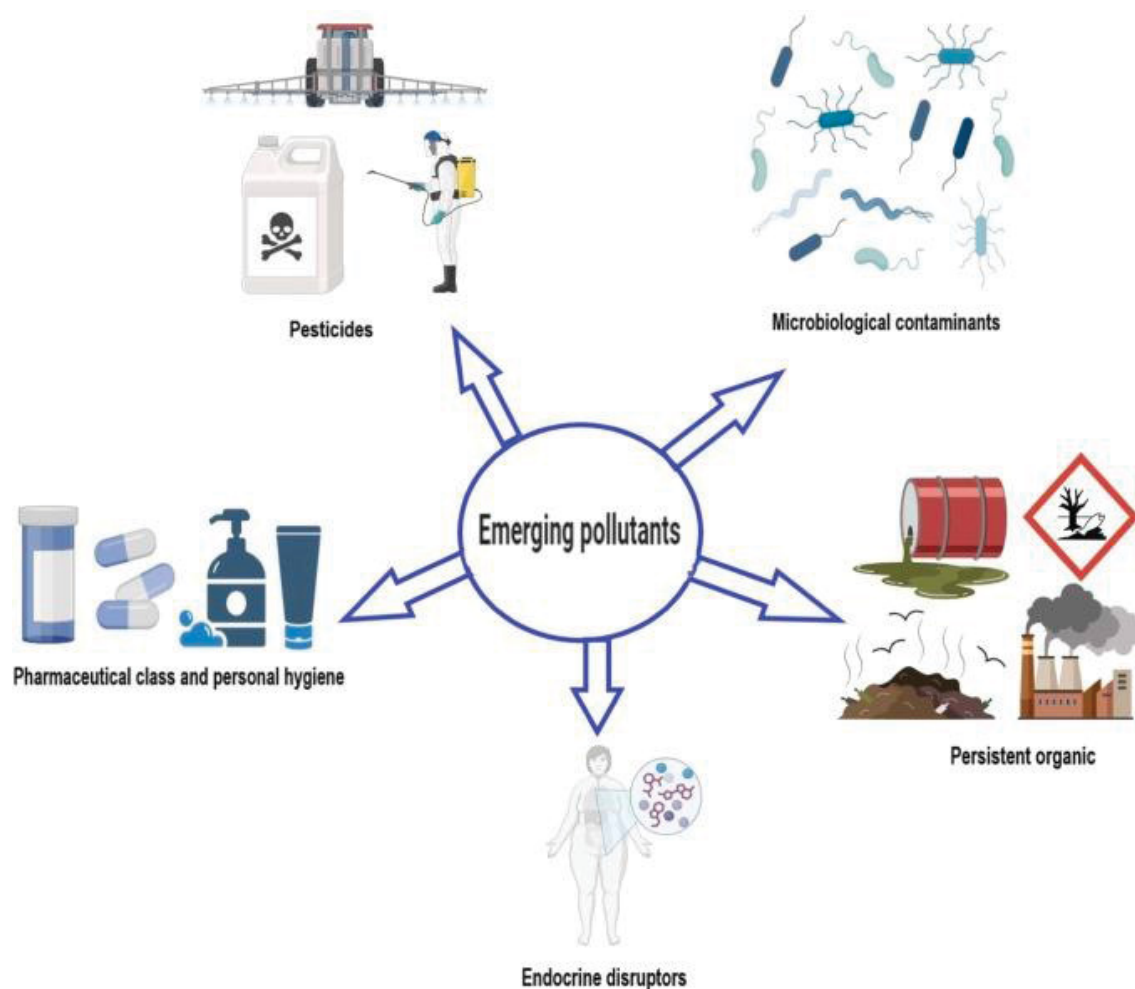 Pesticides
Microbiological contaminants
Emerging pollutants
Pharmaceutical class and personal hygiene
Persistent organic
Endocrine disruptors